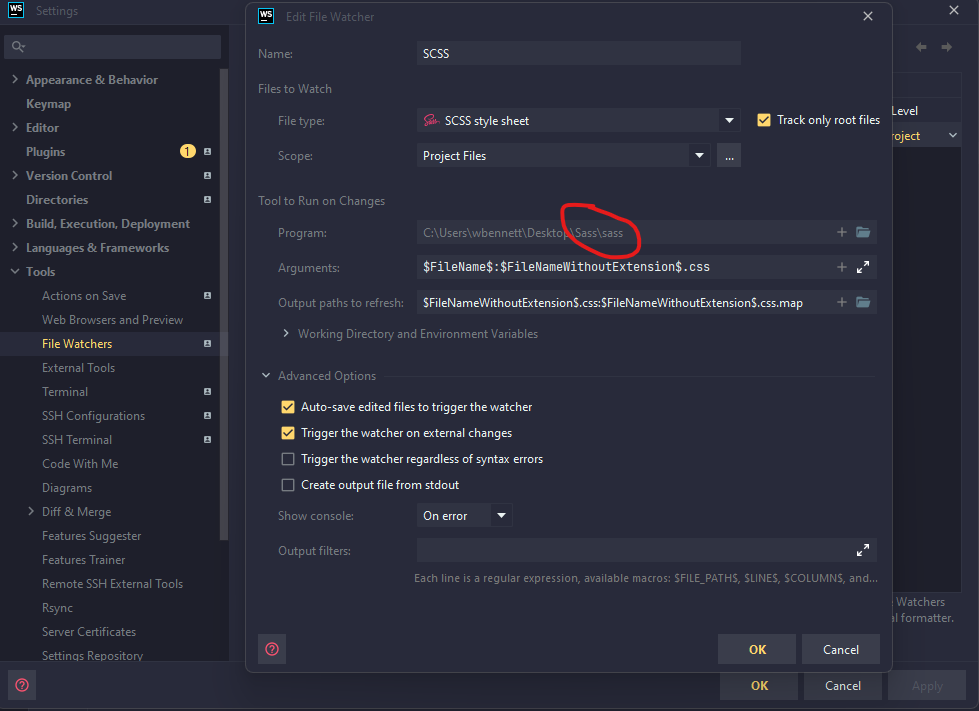 WS Settings
Appearance & Behavior
Keymap
Editor
Plugins 1
Version Control
Directories
Build, Execution, Deployment
Languages & Frameworks
Tools
Actions on Save
Web Browsers and Preview
File Watchers
External Tools
Terminal
SSH Configurations
SSH Terminal
Code With Me
Diagrams
Diff & Merge
Features Suggester
Features Trainer
Remote SSH External Tools
Rsync
Server Certificates
Settings Repository
?
WS Edit File Watcher
Name: SCSS
Files to Watch
File type: Sass SCSS style sheet Track only root files
Scope: Project Files ...
Tool to Run on Changes
Program: C:\Users\wbennett\Desktop\Sass\sass
Arguments: $FileName$:$FileNameWithoutExtension$.css
Output paths to refresh: $FileNameWithoutExtension$.css:$FileNameWithoutExtension$.css.map
Working Directory and Environment Variables
Advanced Options
Auto-save edited files to trigger the watcher
Trigger the watcher on external changes
Trigger the watcher regardless of syntax errors
Create output file from stdout
Show console: On error
Output filters:
Each line is a regular expression, available macros: $FILE_PATH$, $LINE$, $COLUMN$, and...
? OK Cancel
Level
oject
Watchers
al formatter.
OK Cancel Apply